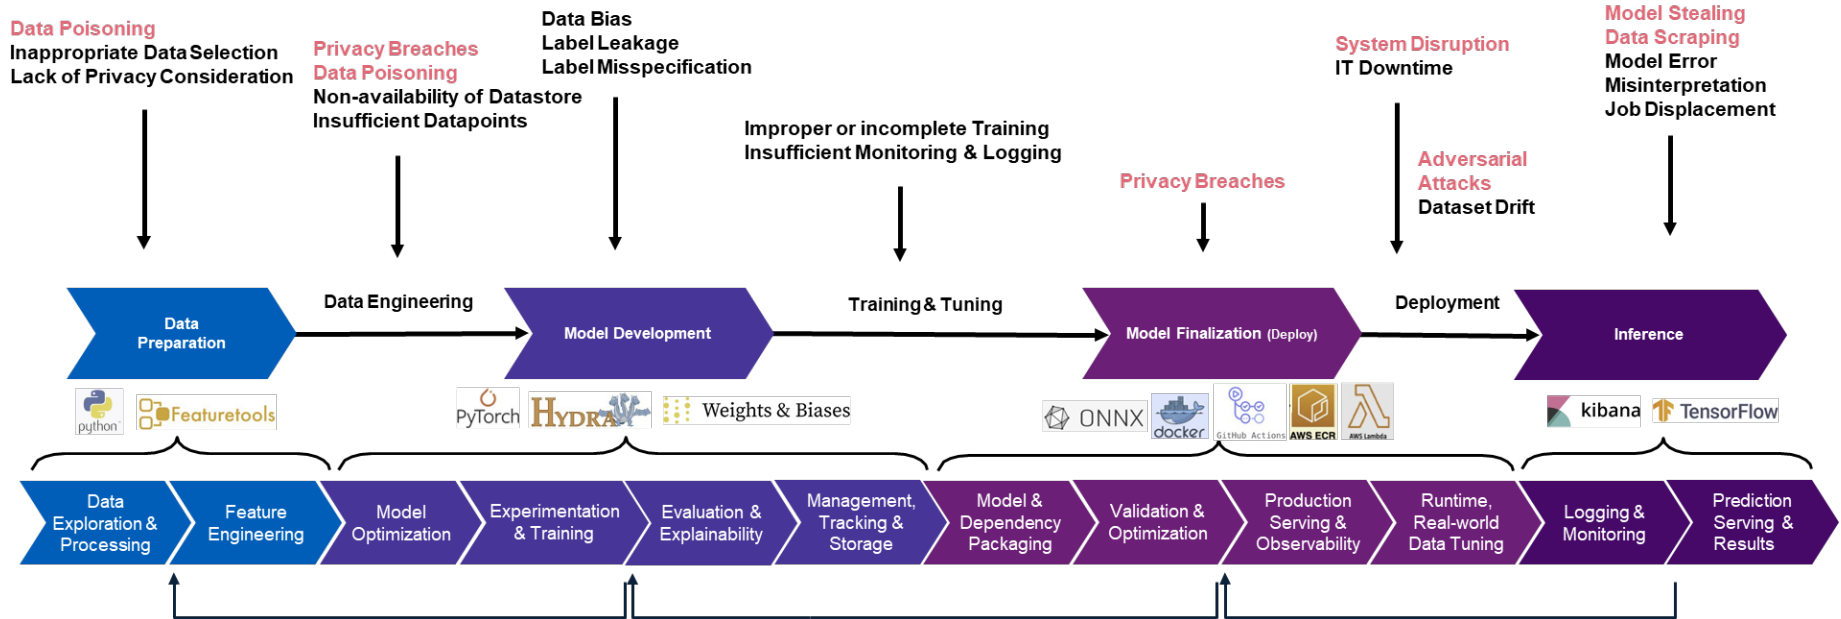 Data Poisoning
Inappropriate Data Selection
Lack of Privacy Consideration
Privacy Breaches
Data Poisoning
Non-availability of Datastore
Insufficient Datapoints
Data Bias
Label Leakage
Label Misspecification
Improper or incomplete Training
Insufficient Monitoring & Logging
Privacy Breaches
System Disruption
IT Downtime
Adversarial
Attacks
Dataset Drift
Model Stealing
Data Scraping
Model Error
Misinterpretation
Job Displacement
Data
Preparation
Data Engineering
Model Development
Training & Tuning
Model Finalization (Deploy)
Deployment
Inference
python
Featuretools
PyTorch
HYDRA
Weights & Biases
ONNX
docker
GitHub Actions
AWS ECR
AWS Lambda
kibana
TensorFlow
Data
Exploration &
Processing
Feature
Engineering
Model
Optimization
Experimentation
& Training
Evaluation &
Explainability
Management,
Tracking &
Storage
Model &
Dependency
Packaging
Validation &
Optimization
Production
Serving &
Observability
Runtime,
Real-world
Data Tuning
Logging &
Monitoring
Prediction
Serving &
Results